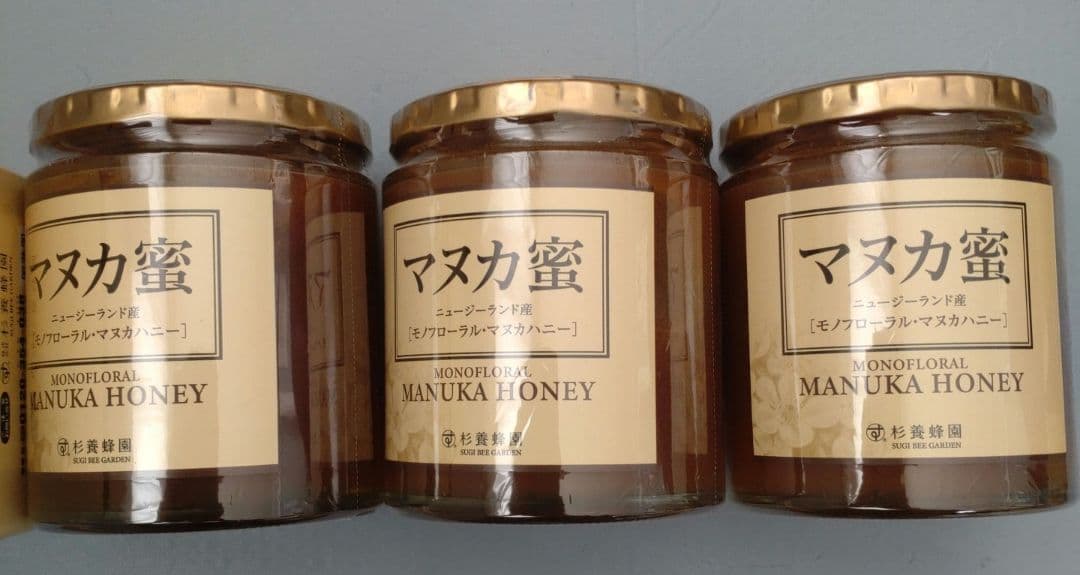 マヌカ蜜
ニュージーランド産
[モノフローラル・マヌカハニー]
MONOFLORAL
MANUKA HONEY
杉養蜂園
SUGI BEE GARDEN
マヌカ蜜
ニュージーランド産
[モノフローラル・マヌカハニー]
MONOFLORAL
MANUKA HONEY
杉養蜂園
SUGI BEE GARDEN
マヌカ蜜
ニュージーランド産
[モノフローラル・マヌカハニー]
MONOFLORAL
MANUKA HONEY
杉養蜂園
SUGI BEE GARDEN